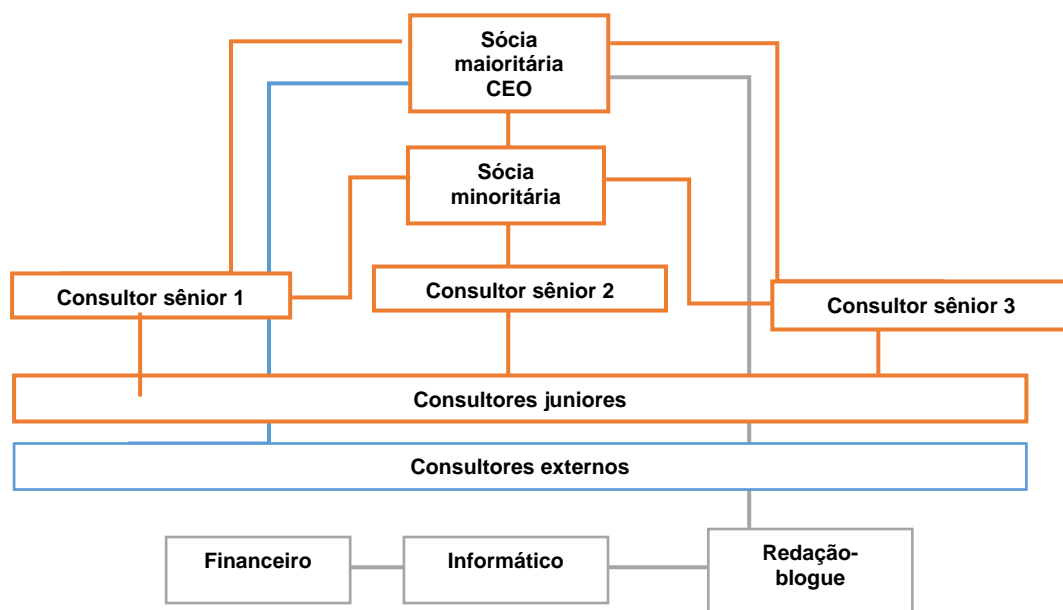 Sócia
maioritária
CEO
Sócia
minoritária
Consultor sênior 1
Consultor sênior 2
Consultor sênior 3
Consultores juniores
Consultores externos
Financeiro
Informático
Redação-
blogue